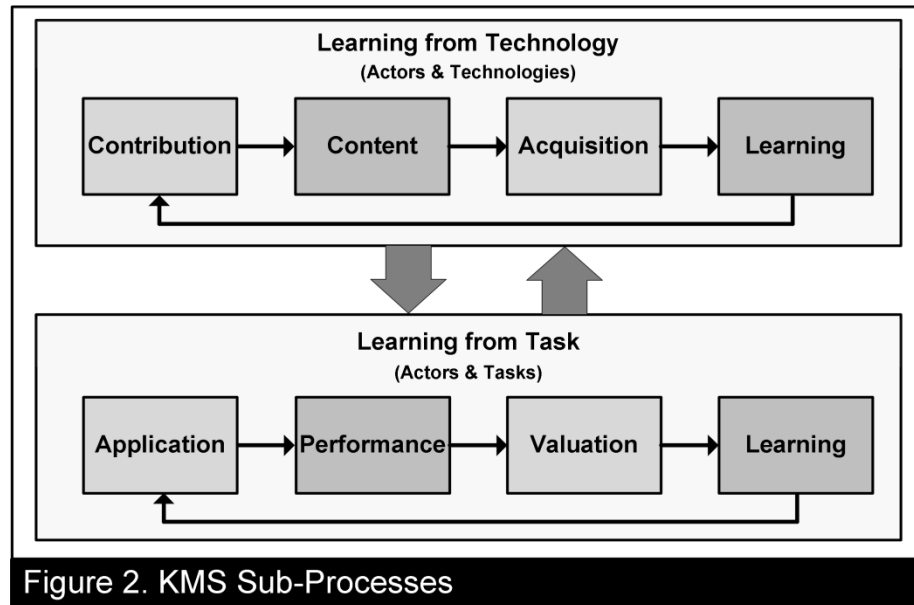 Learning from Technology
(Actors & Technologies)
Contribution
Content
Acquisition
Learning
Learning from Task
(Actors & Tasks)
Application
Performance
Valuation
Learning
Figure 2. KMS Sub-Processes